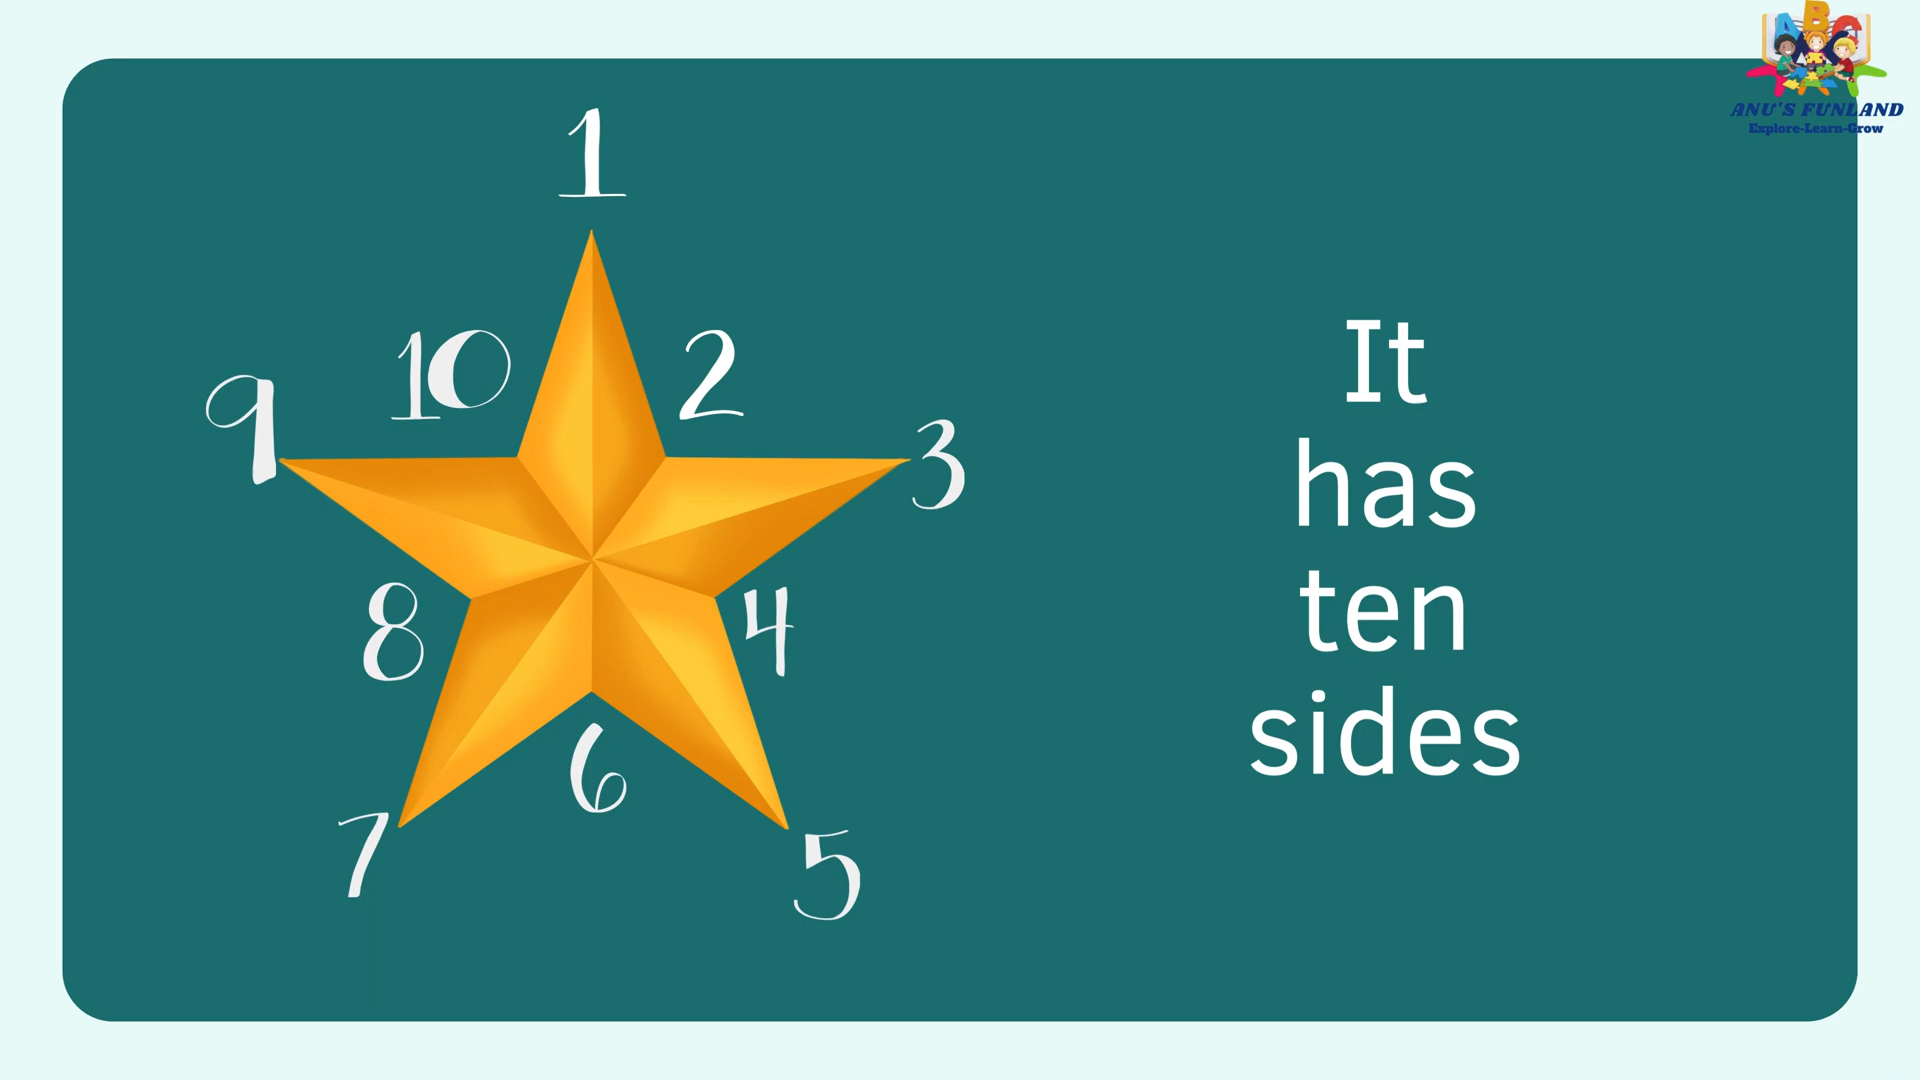 1
10
2
9
3
8
4
6
7
5
It
has
ten
sides
ABC
ANU'S FUNLAND
Explore-Learn-Grow